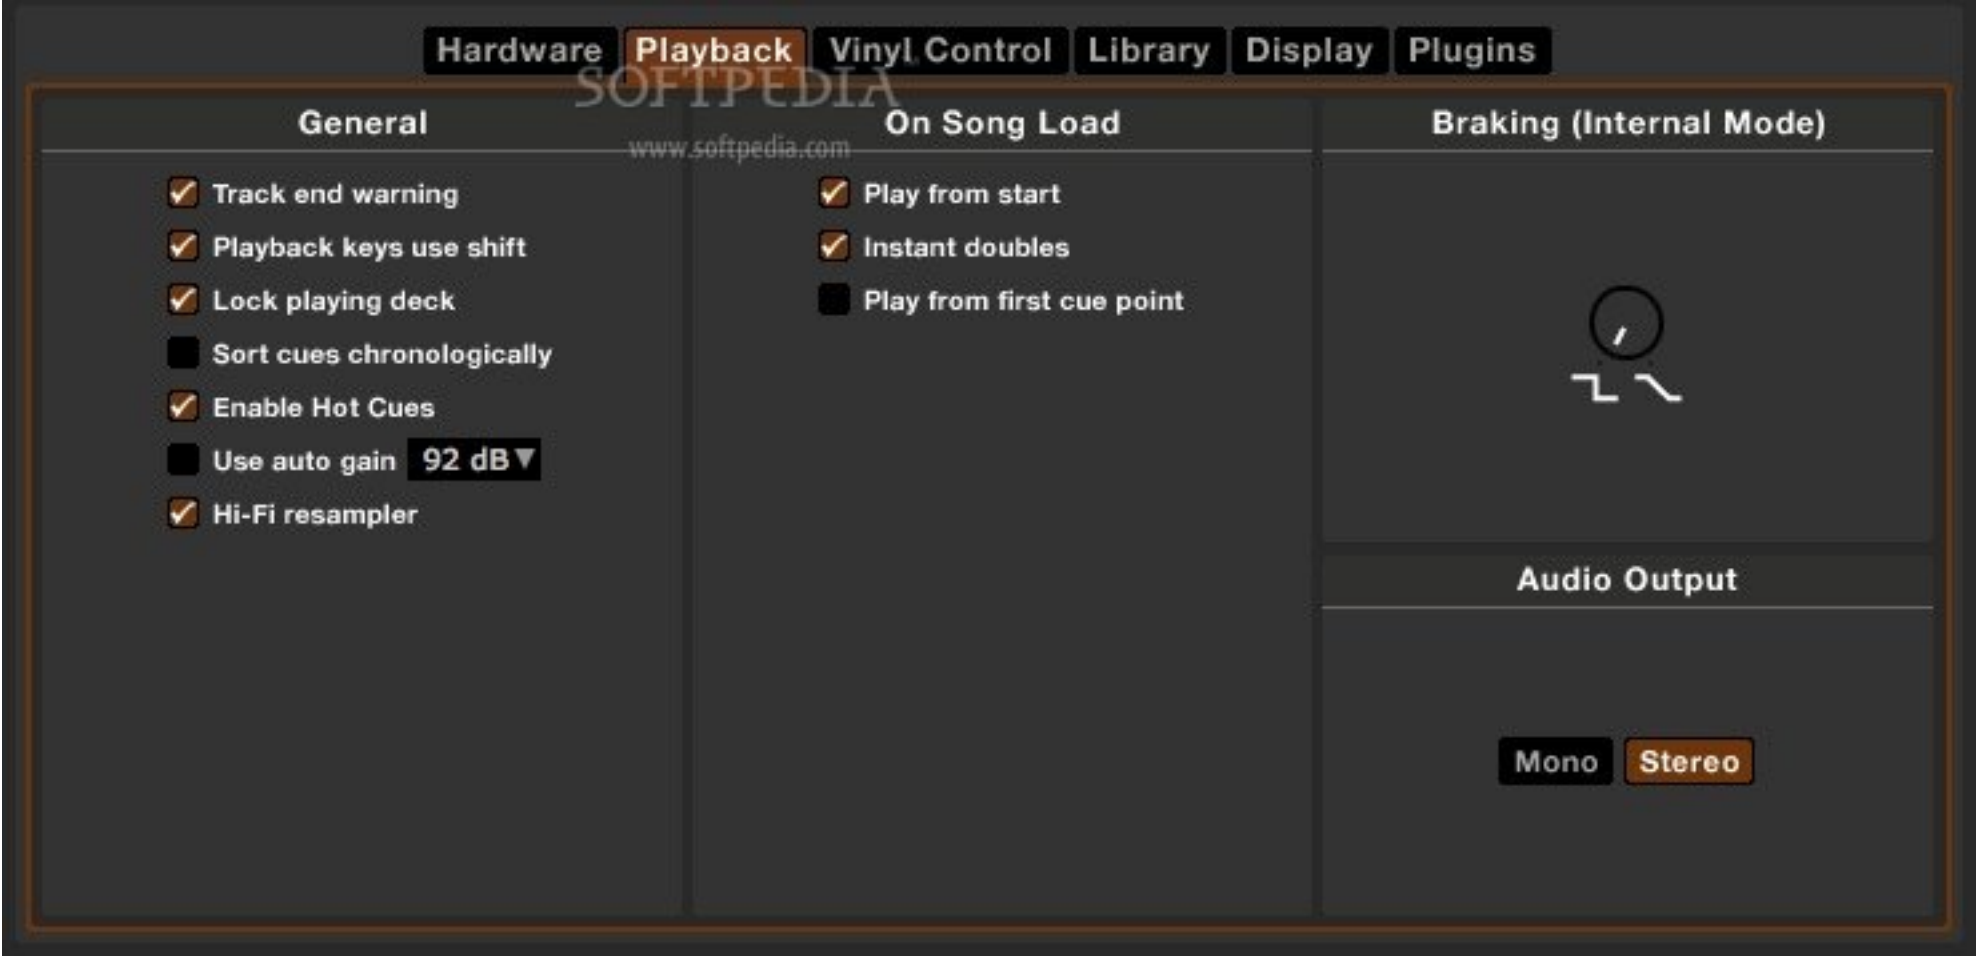 Hardware Playback Vinyl Control Library Display Plugins
SOFTPEDIA
www.softpedia.com
General
Track end warning
Playback keys use shift
Lock playing deck
Sort cues chronologically
Enable Hot Cues
Use auto gain 92 dB
Hi-Fi resampler
On Song Load
Play from start
Instant doubles
Play from first cue point
Braking (Internal Mode)
Audio Output
Mono Stereo